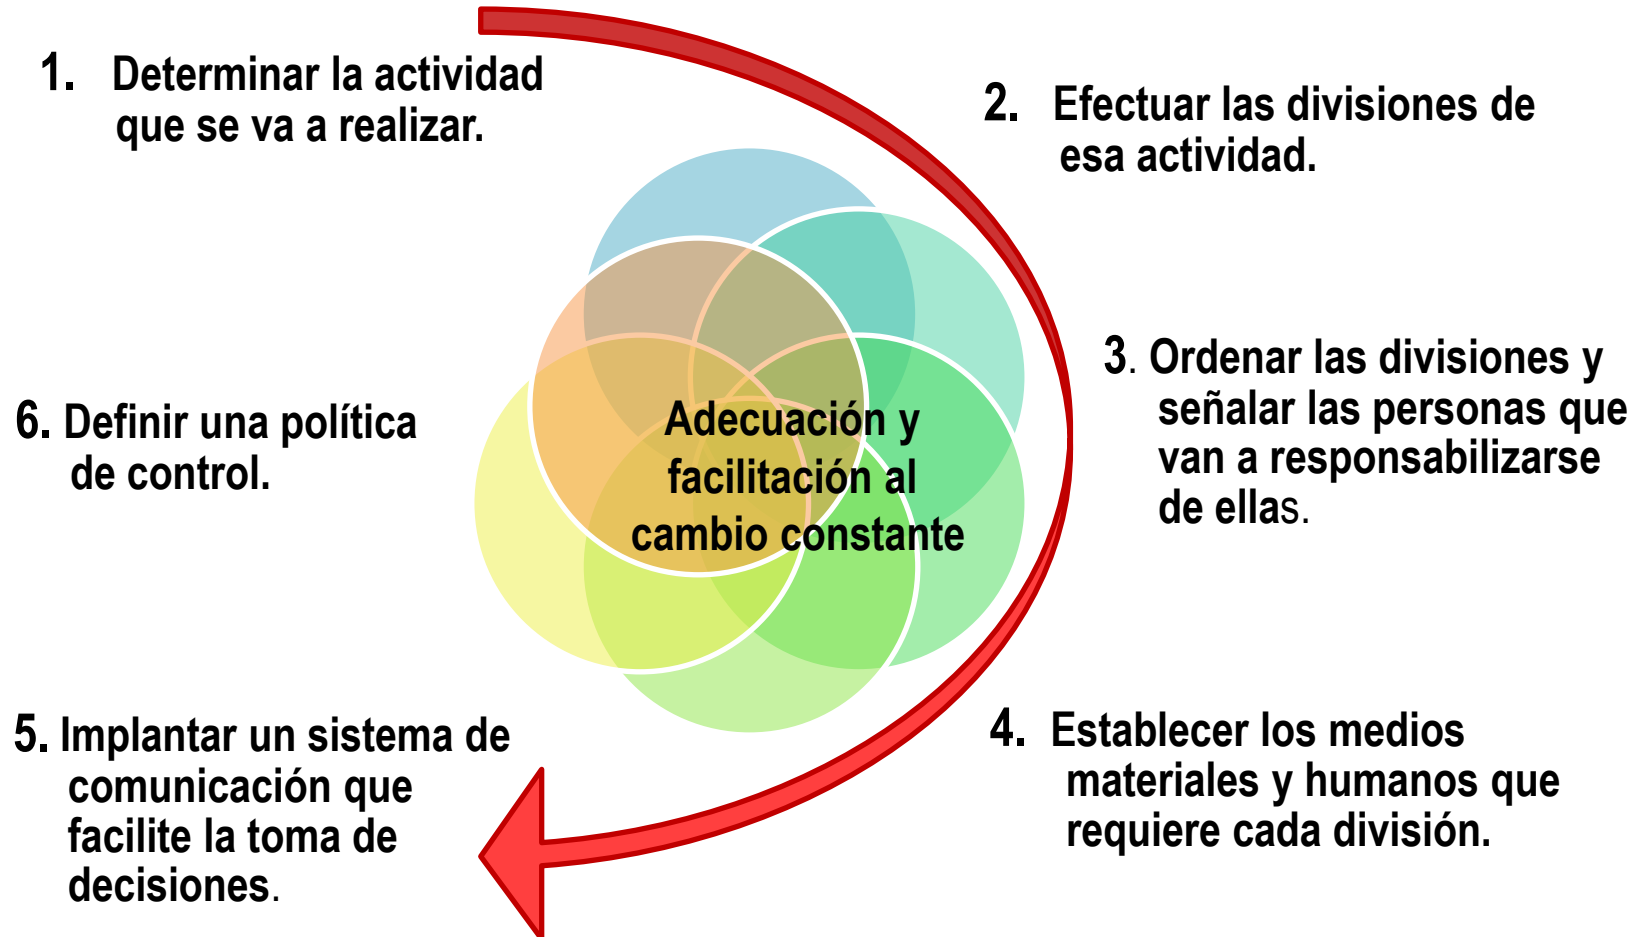 1. Determinar la actividad
que se va a realizar.
2. Efectuar las divisiones de
esa actividad.
3. Ordenar las divisiones y
señalar las personas que
van a responsabilizarse
de ellas.
4. Establecer los medios
materiales y humanos que
requiere cada división.
5. Implantar un sistema de
comunicación que
facilite la toma de
decisiones.
6. Definir una política
de control.
Adecuación y
facilitación al
cambio constante